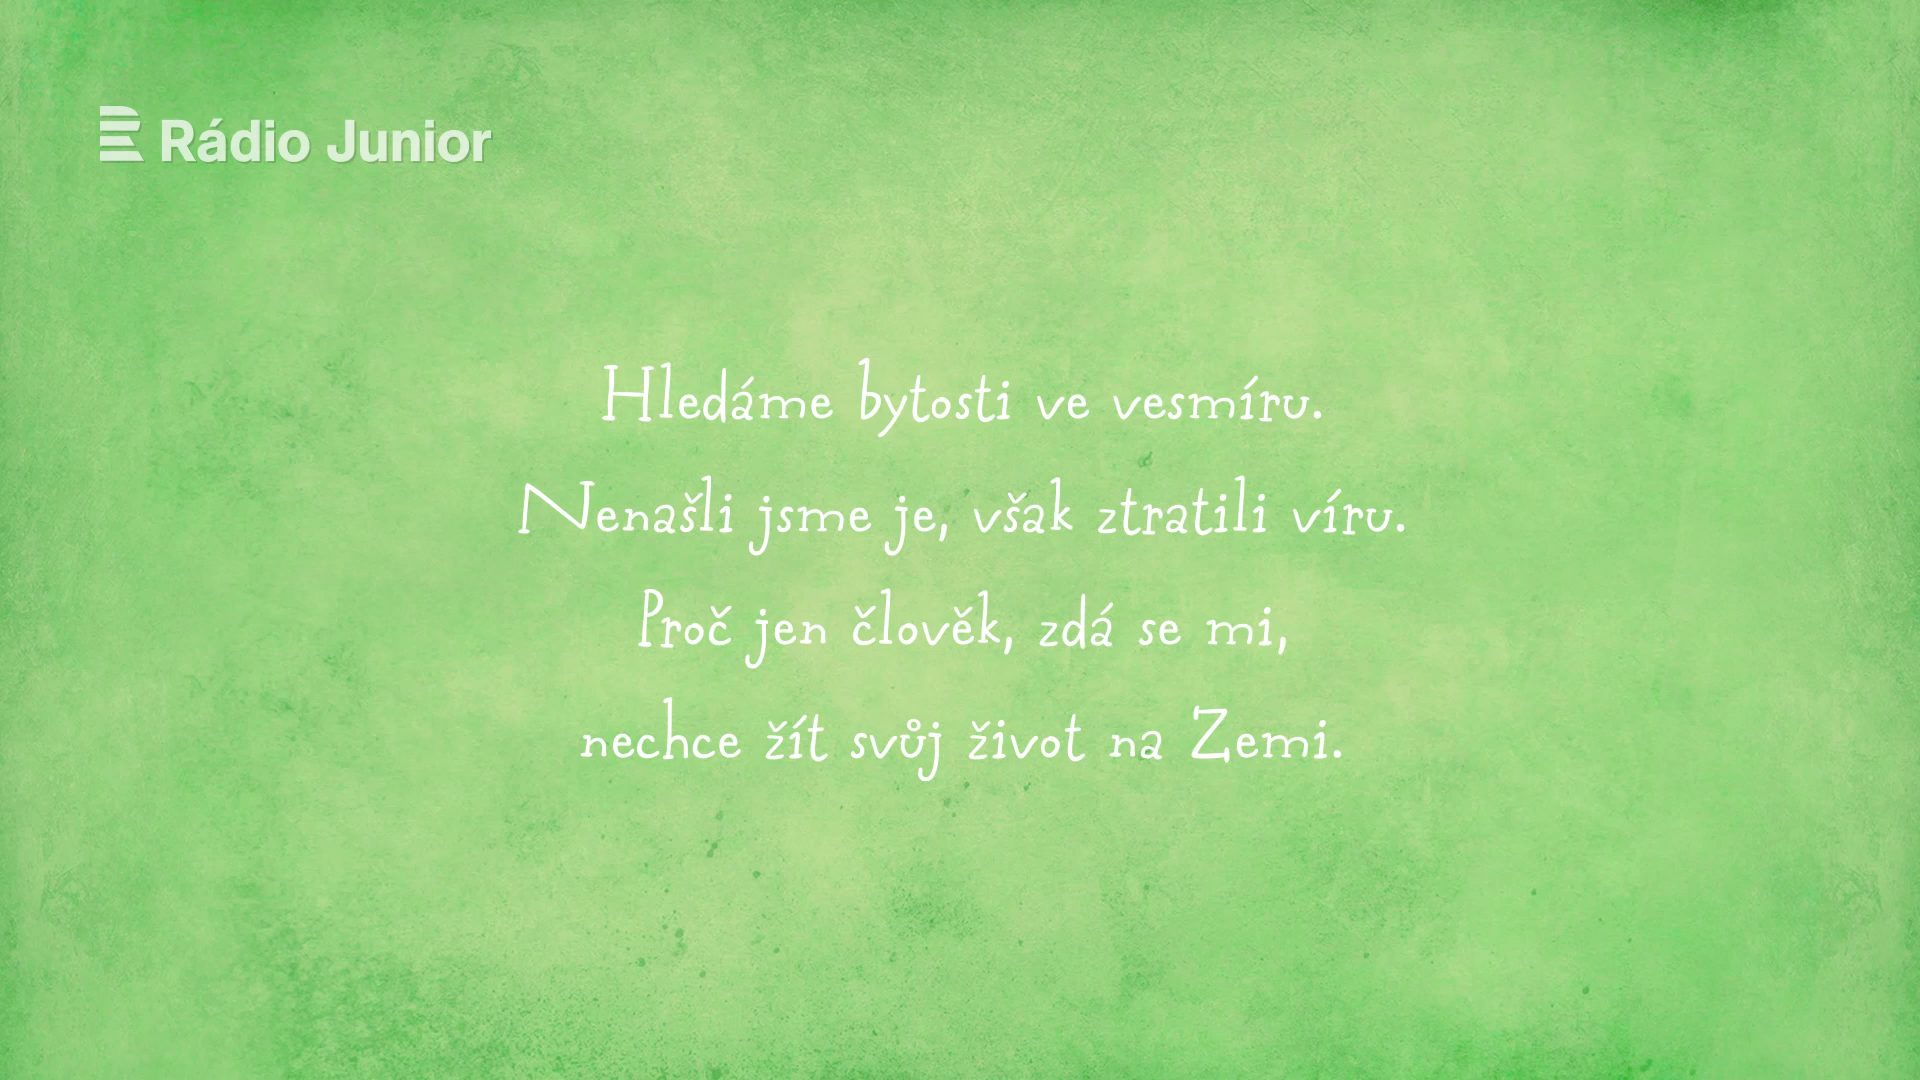 Rádio Junior
Hledáme bytosti ve vesmíru.
Nenašli jsme je, však ztratili víru.
Proč jen člověk, zdá se mi,
nechce žít svůj život na Zemi.